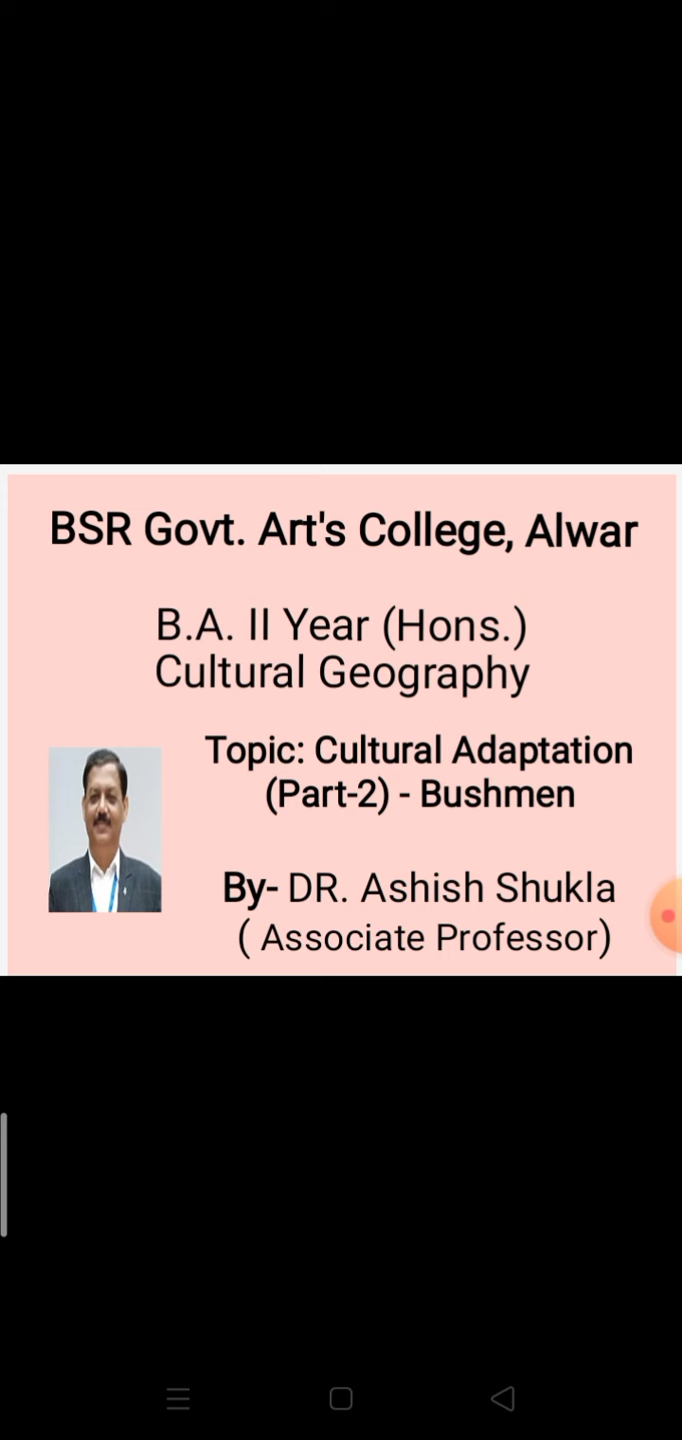 BSR Govt. Art's College, Alwar
B.A. II Year (Hons.)
Cultural Geography
Topic: Cultural Adaptation
(Part-2) - Bushmen
By- DR. Ashish Shukla
( Associate Professor)